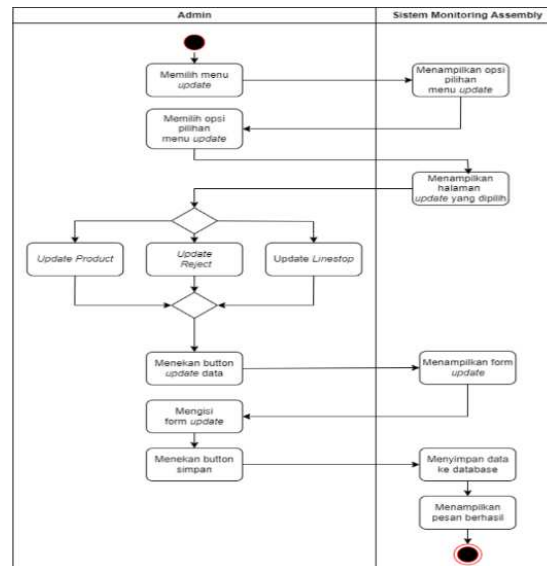 Admin
Sistem Monitoring Assembly
Memilih menu
update
Menampilkan opsi
pilihan
menu update
Memilih opsi
pilihan
menu update
Menampilkan
halaman
update yang dipilih
Update Product
Update
Reject
Update Linestop
Menekan button
update data
Menampilkan form
update
Mengisi
form update
Menekan button
simpan
Menyimpan data
ke database
Menampilkan
pesan berhasil